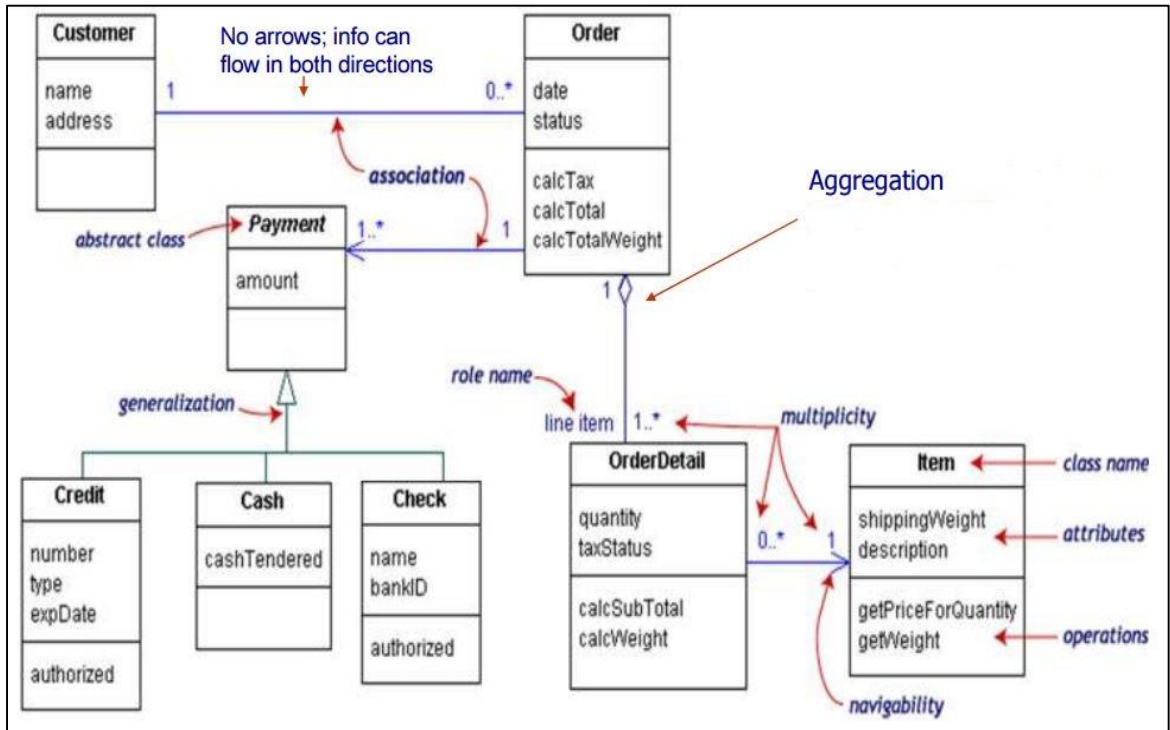 Customer
name
address
No arrows; info can
flow in both directions
1
0..*
Order
date
status
calcTax
calcTotal
calcTotalWeight
association
Aggregation
abstract class
Payment
amount
1..*
1
1
generalization
role name
line item
1..*
multiplicity
Credit
number
type
expDate
authorized
Cash
cashTendered
Check
name
bankID
authorized
OrderDetail
quantity
taxStatus
calcSubTotal
calcWeight
0..*
1
Item
shippingWeight
description
getPriceForQuantity
getWeight
class name
attributes
operations
navigability